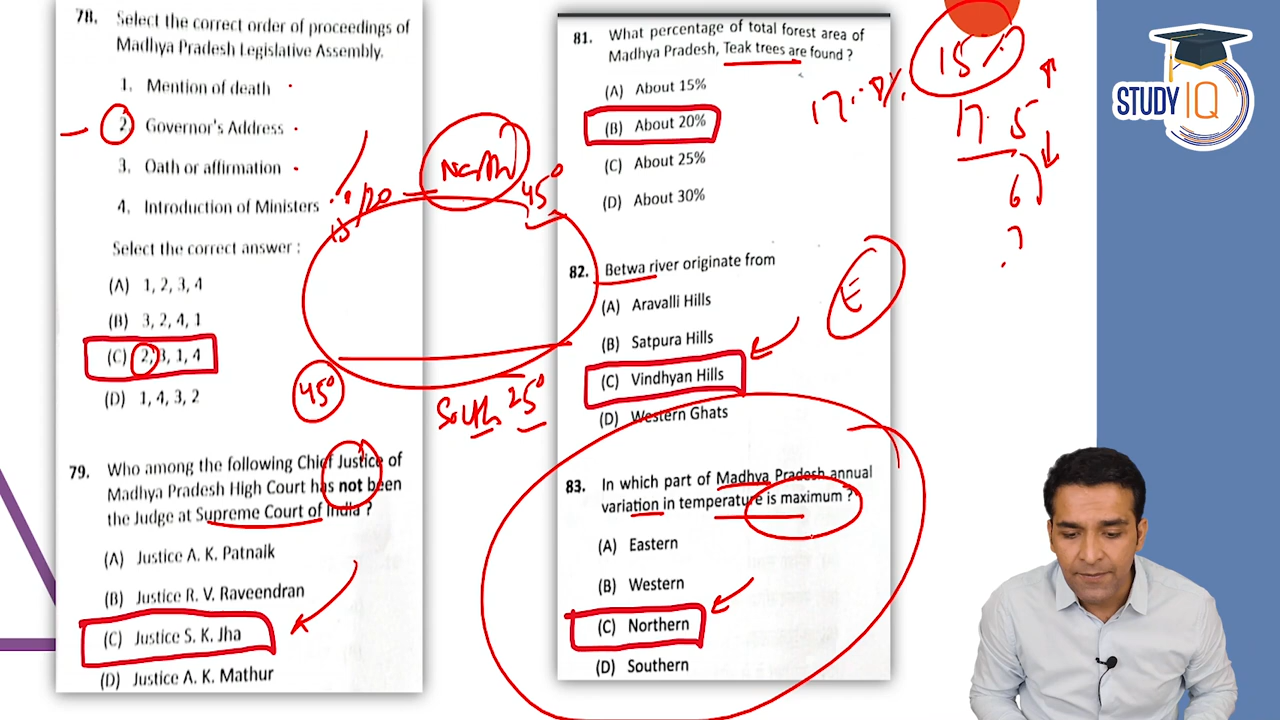 78. Select the correct order of proceedings of
Madhya Pradesh Legislative Assembly.
1. Mention of death
2. Governor's Address
3. Oath or affirmation
4. Introduction of Ministers
Select the correct answer :
(A) 1, 2, 3, 4
(B) 3, 2, 4, 1
(C) 2, 3, 1, 4
(D) 1, 4, 3, 2
79. Who among the following Chief Justice of
Madhya Pradesh High Court has not been
the Judge at Supreme Court of India ?
(A) Justice A. K. Patnaik
(B) Justice R. V. Raveendran
(C) Justice S. K. Jha
(D) Justice A. K. Mathur
North
45°
45°
South 25°
81. What percentage of total forest area of
Madhya Pradesh, Teak trees are found ?
(A) About 15%
(B) About 20%
(C) About 25%
(D) About 30%
82. Betwa river originate from
(A) Aravalli Hills
(B) Satpura Hills
(C) Vindhyan Hills
(D) Western Ghats
83. In which part of Madhya Pradesh annual
variation in temperature is maximum ?
(A) Eastern
(B) Western
(C) Northern
(D) Southern
15%
17 5
6
?
E
STUDY IQ